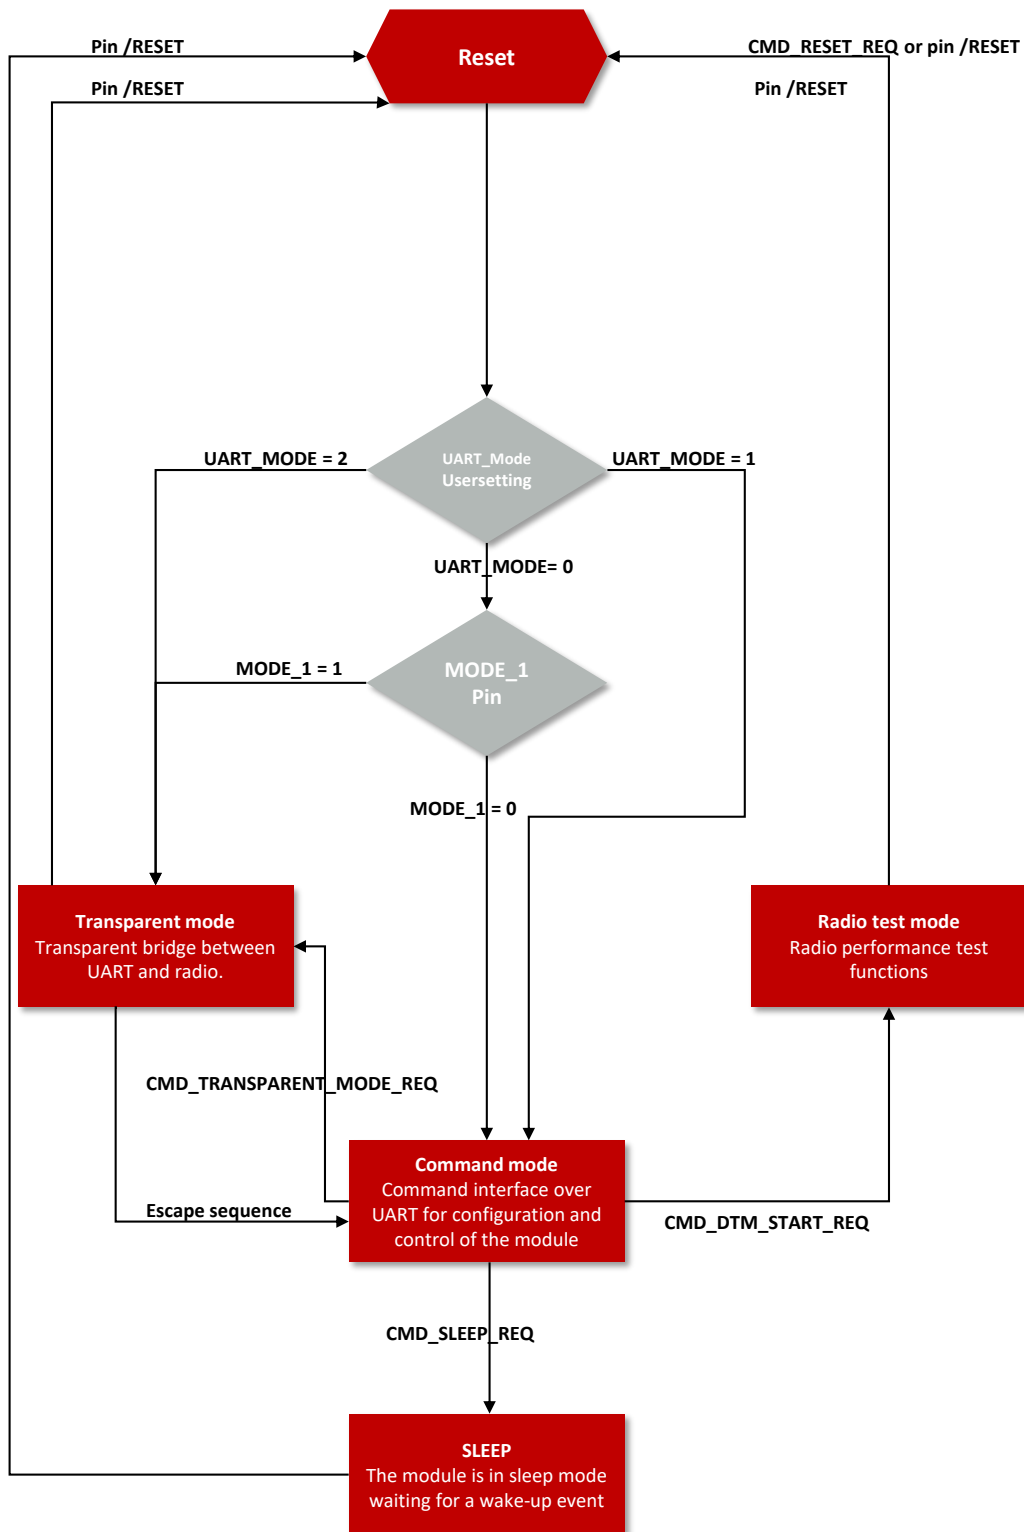 Pin /RESET
Reset
CMD_RESET_REQ or pin /RESET
Pin /RESET
Pin /RESET
UART_MODE = 2
UART_Mode
Usersetting
UART_MODE = 1
UART_MODE= 0
MODE_1 = 1
MODE_1
Pin
MODE_1 = 0
Transparent mode
Transparent bridge between
UART and radio.
Radio test mode
Radio performance test
functions
CMD_TRANSPARENT_MODE_REQ
Command mode
Command interface over
UART for configuration and
control of the module
Escape sequence
CMD_DTM_START_REQ
CMD_SLEEP_REQ
SLEEP
The module is in sleep mode
waiting for a wake-up event